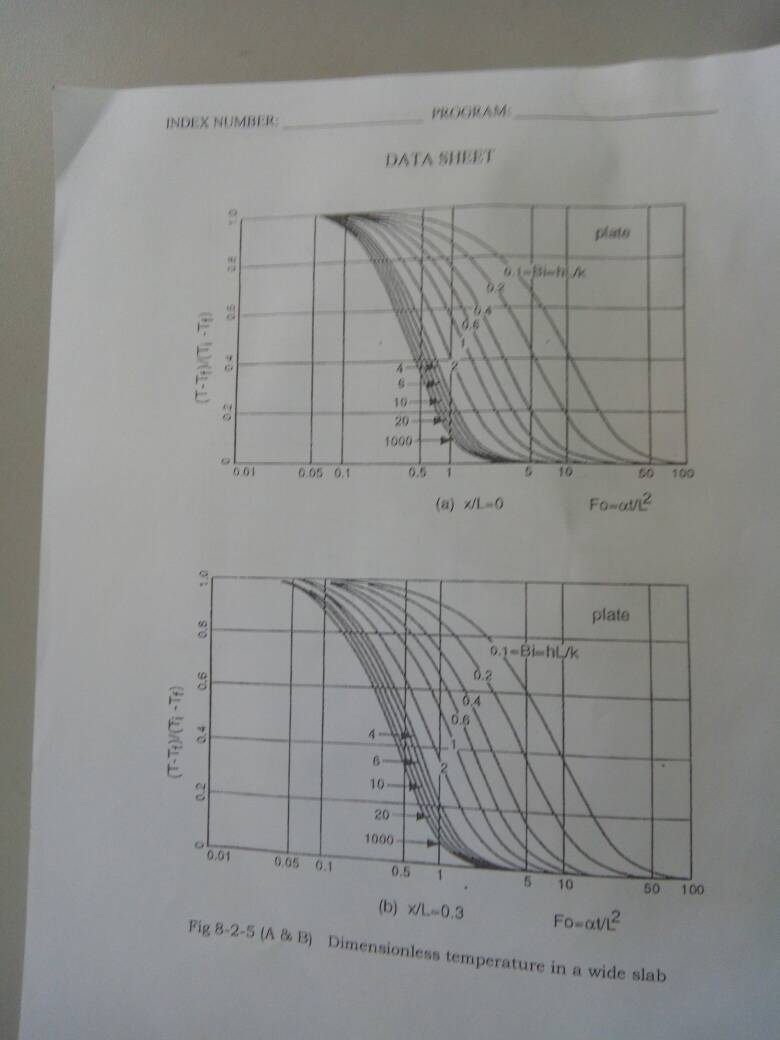 INDEX NUMBER: ____________ PROGRAM: ____________
DATA SHEET
plate
0.1=Bi=hL/k
0.2
0.4
0.6
1
2
4
6
10
20
1000
(T-Tf)/(Ti -Tf)
1.0
0.8
0.6
0.4
0.2
0
0.01 0.05 0.1 0.5 1 5 10 50 100
(a) x/L=0 Fo=αt/L2
plate
0.1=Bi=hL/k
0.2
0.4
0.6
1
2
4
6
10
20
1000
(T-Tf)/(Ti -Tf)
1.0
0.8
0.6
0.4
0.2
0
0.01 0.05 0.1 0.5 1 5 10 50 100
(b) x/L=0.3 Fo=αt/L2
Fig 8-2-5 (A & B) Dimensionless temperature in a wide slab